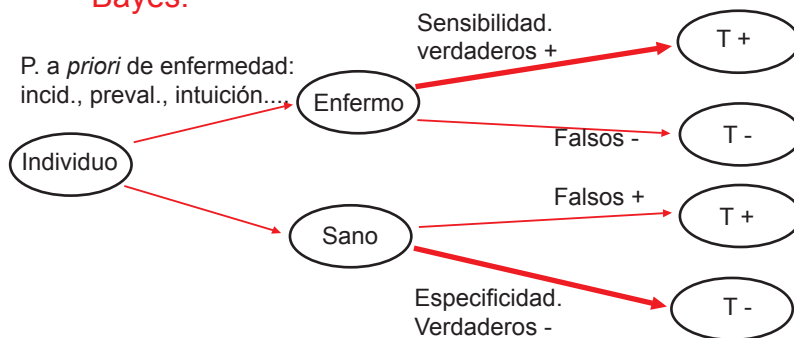 Bayes.
Sensibilidad.
verdaderos +
T +
P. a priori de enfermedad:
incid., preval., intuición...,
Enfermo
Falsos -
T -
Individuo
Falsos +
T +
Sano
Especificidad.
Verdaderos -
T -